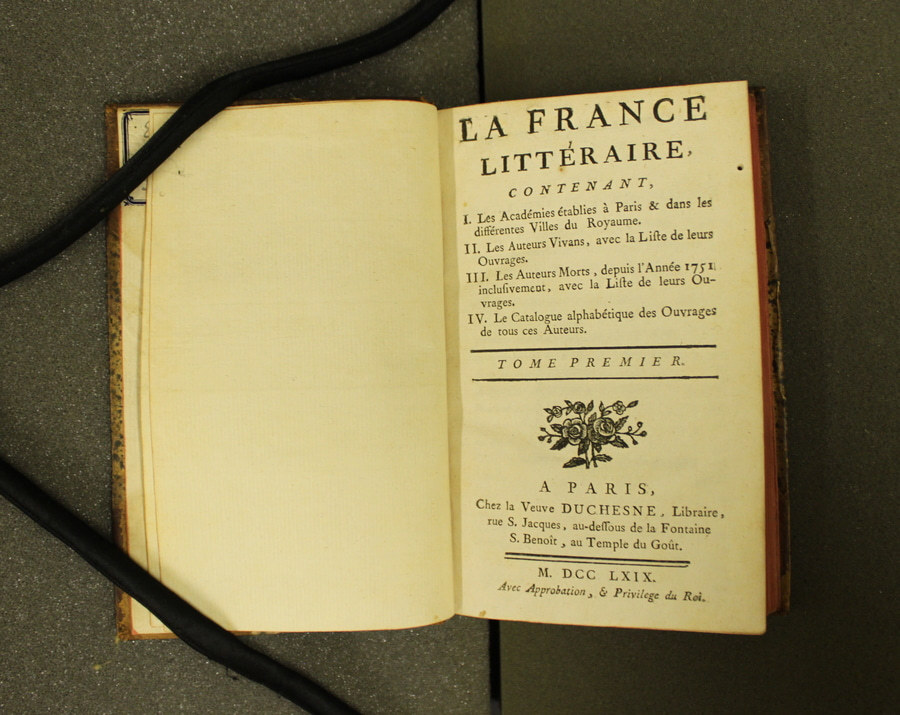 LA FRANCE
LITTÉRAIRE,
CONTENANT,
I. Les Académies établies à Paris & dans les
différentes Villes du Royaume.
II. Les Auteurs Vivans, avec la Liſte de leurs
Ouvrages.
III. Les Auteurs Morts, depuis l'Année 1751
incluſivement, avec la Liſte de leurs Ou-
vrages.
IV. Le Catalogue alphabétique des Ouvrages
de tous ces Auteurs.
TOME PREMIER.
A PARIS,
Chez la Veuve DUCHESNE, Libraire,
rue S. Jacques, au-deſſous de la Fontaine
S. Benoît, au Temple du Goût.
M. DCC LXIX.
Avec Approbation, & Privilege du Roi.